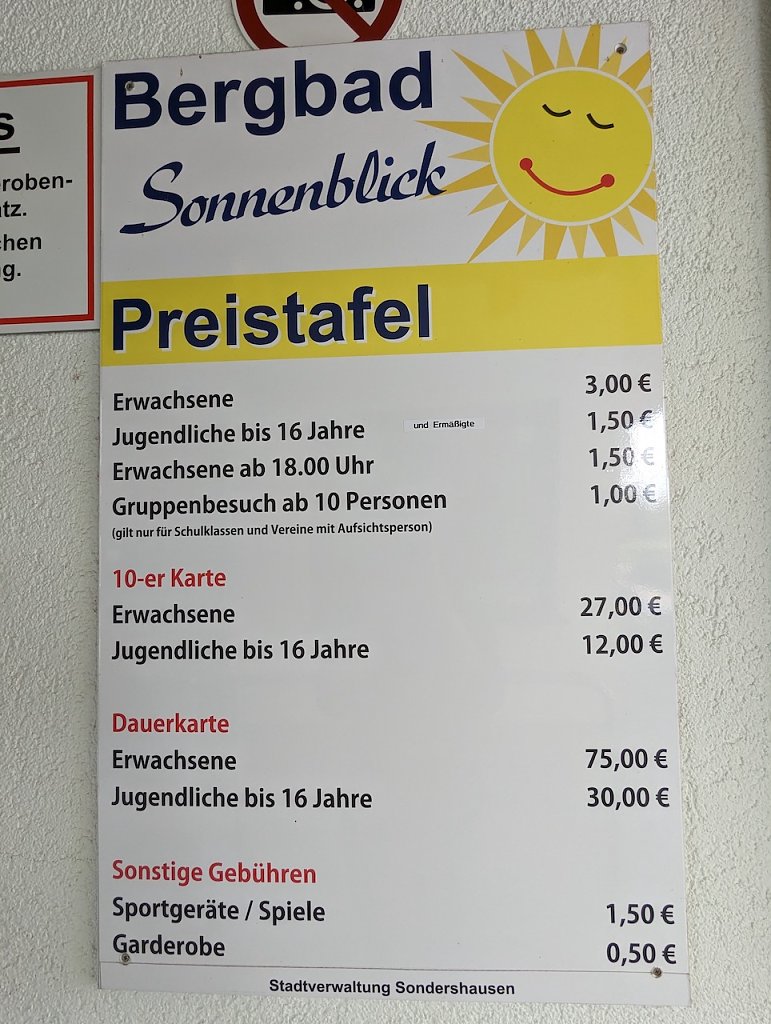 Bergbad
Sonnenblick
Preistafel
Erwachsene 3,00 €
Jugendliche bis 16 Jahre und Ermäßigte 1,50 €
Erwachsene ab 18.00 Uhr 1,50 €
Gruppenbesuch ab 10 Personen 1,00 €
(gilt nur für Schulklassen und Vereine mit Aufsichtsperson)
10-er Karte
Erwachsene 27,00 €
Jugendliche bis 16 Jahre 12,00 €
Dauerkarte
Erwachsene 75,00 €
Jugendliche bis 16 Jahre 30,00 €
Sonstige Gebühren
Sportgeräte / Spiele 1,50 €
Garderobe 0,50 €
Stadtverwaltung Sondershausen